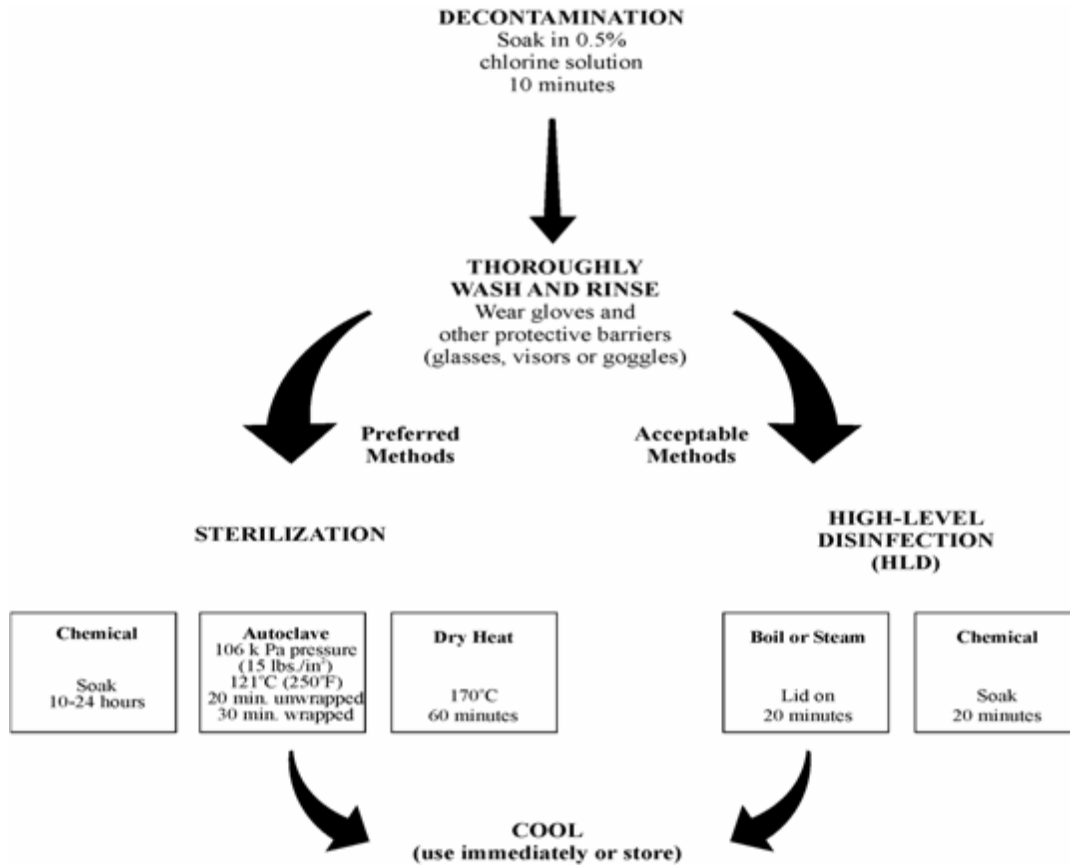 DECONTAMINATION
Soak in 0.5%
chlorine solution
10 minutes
THOROUGHLY
WASH AND RINSE
Wear gloves and
other protective barriers
(glasses, visors or goggles)
Preferred
Methods
Acceptable
Methods
STERILIZATION
HIGH-LEVEL
DISINFECTION
(HLD)
Chemical
Soak
10-24 hours
Autoclave
106 k Pa pressure
(15 lbs./in²)
121°C (250°F)
20 min. unwrapped
30 min. wrapped
Dry Heat
170°C
60 minutes
Boil or Steam
Lid on
20 minutes
Chemical
Soak
20 minutes
COOL
(use immediately or store)